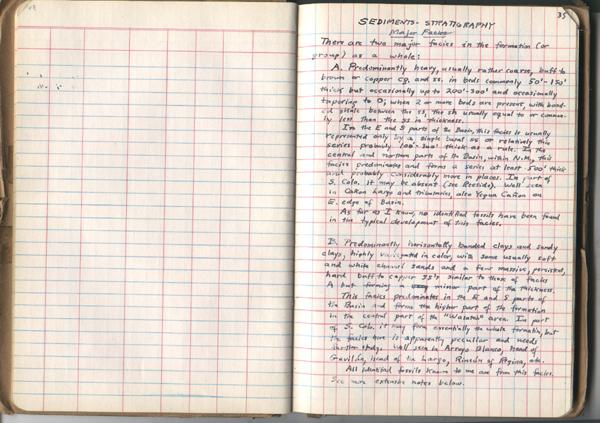 35
SEDIMENTS - STRATIGRAPHY
Major Facies
There are two major facies in the formation (or
group) as a whole:
A. Predominantly heavy, usually rather coarse, buff to
brown or copper cg. and ss. in beds commonly 50'-150'
thick but occasionally up to 200'-300' and occasionally
tapering to 0; when 2 or more beds are present, with band-
ed shale between the ss, the sh usually equal to or
less than the ss in thickness.
In the E and S parts of the Basin, this facies is usually
represented only by a single basal ss or relatively thin
series probably 100'-200' thick as a rule. In the
central and northern parts of the Basin, within N.M., this
facies predominates and forms a series at least 500' thick
and probably considerably more in places. In part of
S. Colo. it may be absent (see Reeside). Well seen
in Cañon Largo and tributaries, also Yegua Cañon on
E. edge of Basin.
As far as I know, no identified fossils have been found
in the typical development of this facies.
B. Predominantly horizontally banded clays and sandy
clays, highly variegated in color, with some usually soft
and white channel sands and a few massive, persistent,
hard buff to copper ss's similar to those of facies
A but forming a minor part of the thickness.
This facies predominates in the E and S parts of
the Basin and forms the higher part of the formation
in the central part of the "Wasatch" area. In part
of S. Colo. it may form essentially the whole formation, but
the facies here is apparently peculiar and needs
further study. Well seen in Arroyo Blanco, head of
Gavilan, head of the Largo, Rincon of Regina, etc.
All identified fossils known to me are from this facies.
See more extensive notes below.